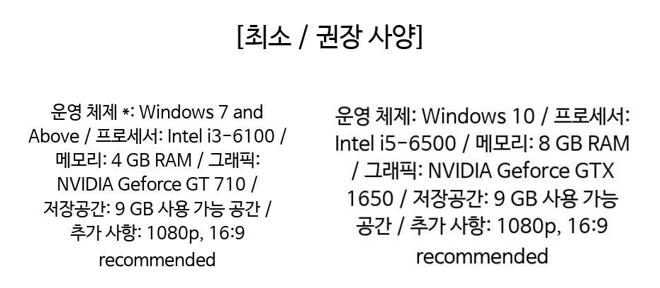 [최소 / 권장 사양]
운영 체제 *: Windows 7 and
Above / 프로세서: Intel i3-6100 /
메모리: 4 GB RAM / 그래픽:
NVIDIA Geforce GT 710 /
저장공간: 9 GB 사용 가능 공간 /
추가 사항: 1080p, 16:9
recommended
운영 체제: Windows 10 / 프로세서:
Intel i5-6500 / 메모리: 8 GB RAM
/ 그래픽: NVIDIA Geforce GTX
1650 / 저장공간: 9 GB 사용 가능
공간 / 추가 사항: 1080p, 16:9
recommended